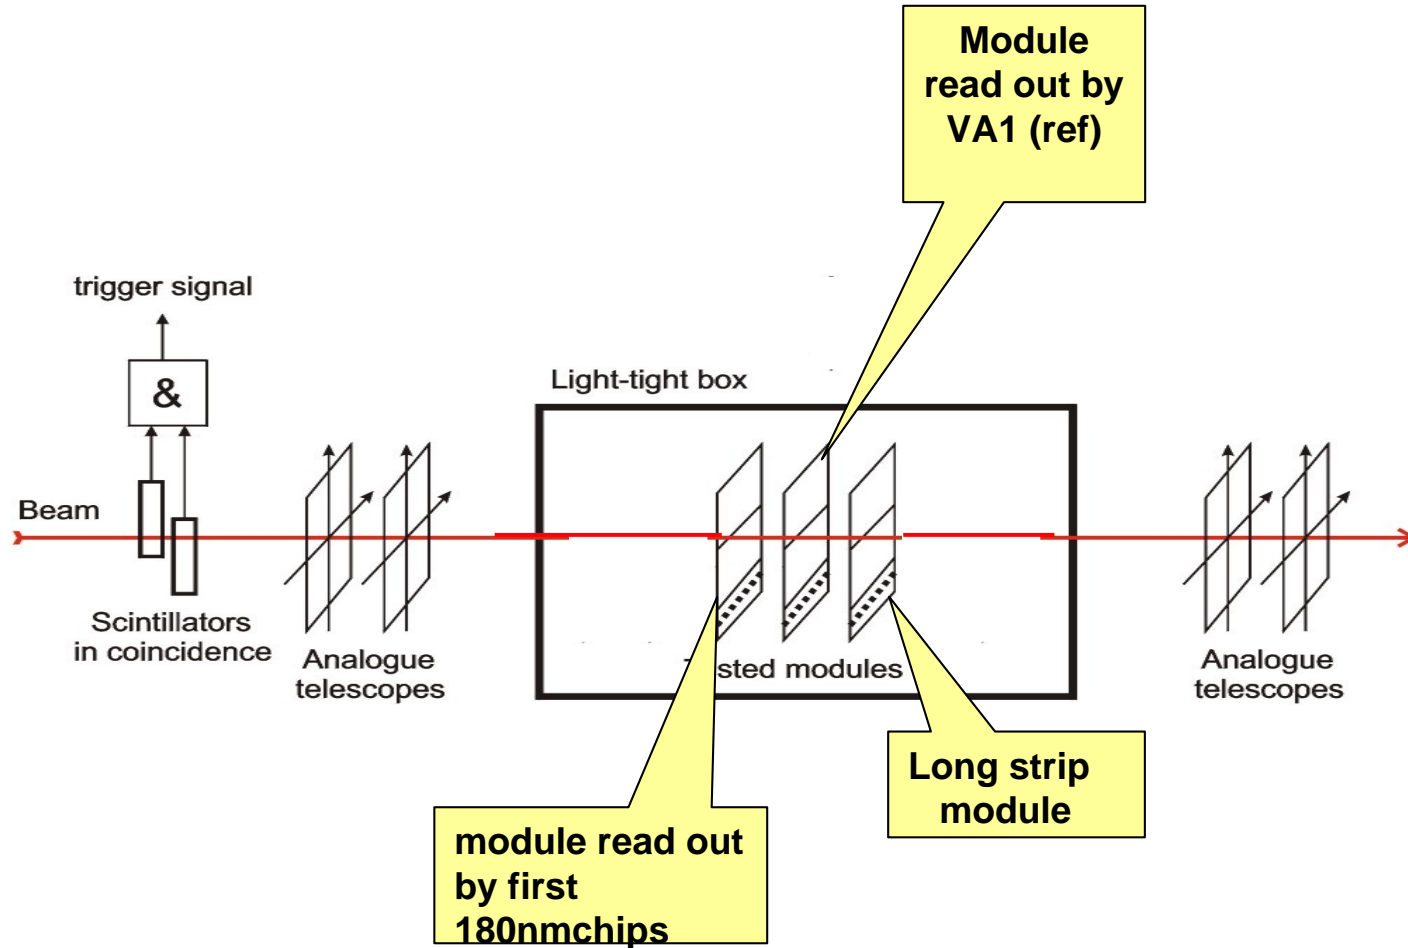 Module
read out by
VA1 (ref)
trigger signal
&
Light-tight box
Beam
Scintillators
in coincidence
Analogue
telescopes
sted modules
Analogue
telescopes
Long strip
module
module read out
by first
180nmchips